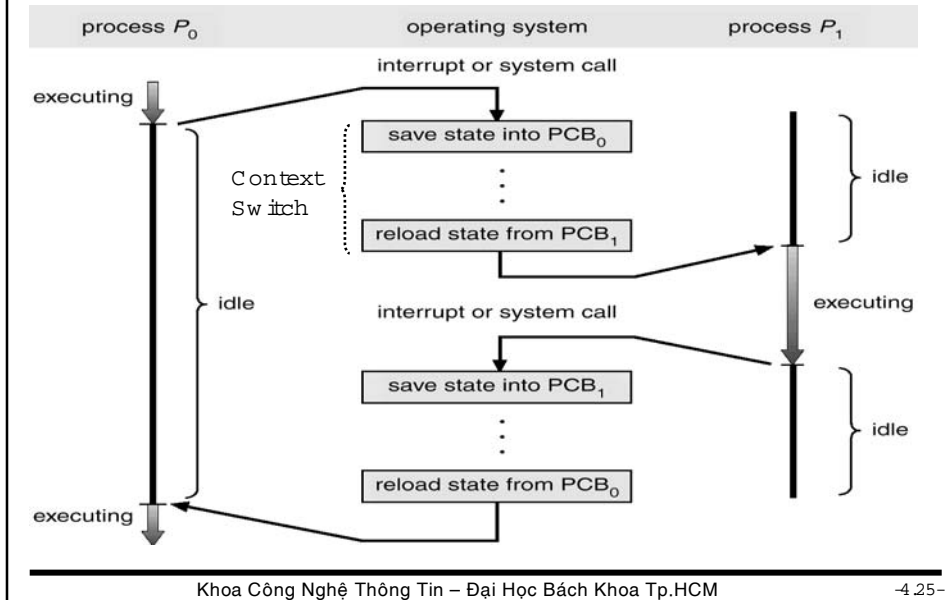 process P₀ operating system process P₁
interrupt or system call
executing
save state into PCB₀
Context
Switch
idle
reload state from PCB₁
idle
executing
interrupt or system call
save state into PCB₁
idle
reload state from PCB₀
executing
Khoa Công Nghệ Thông Tin – Đại Học Bách Khoa Tp.HCM -4.25-